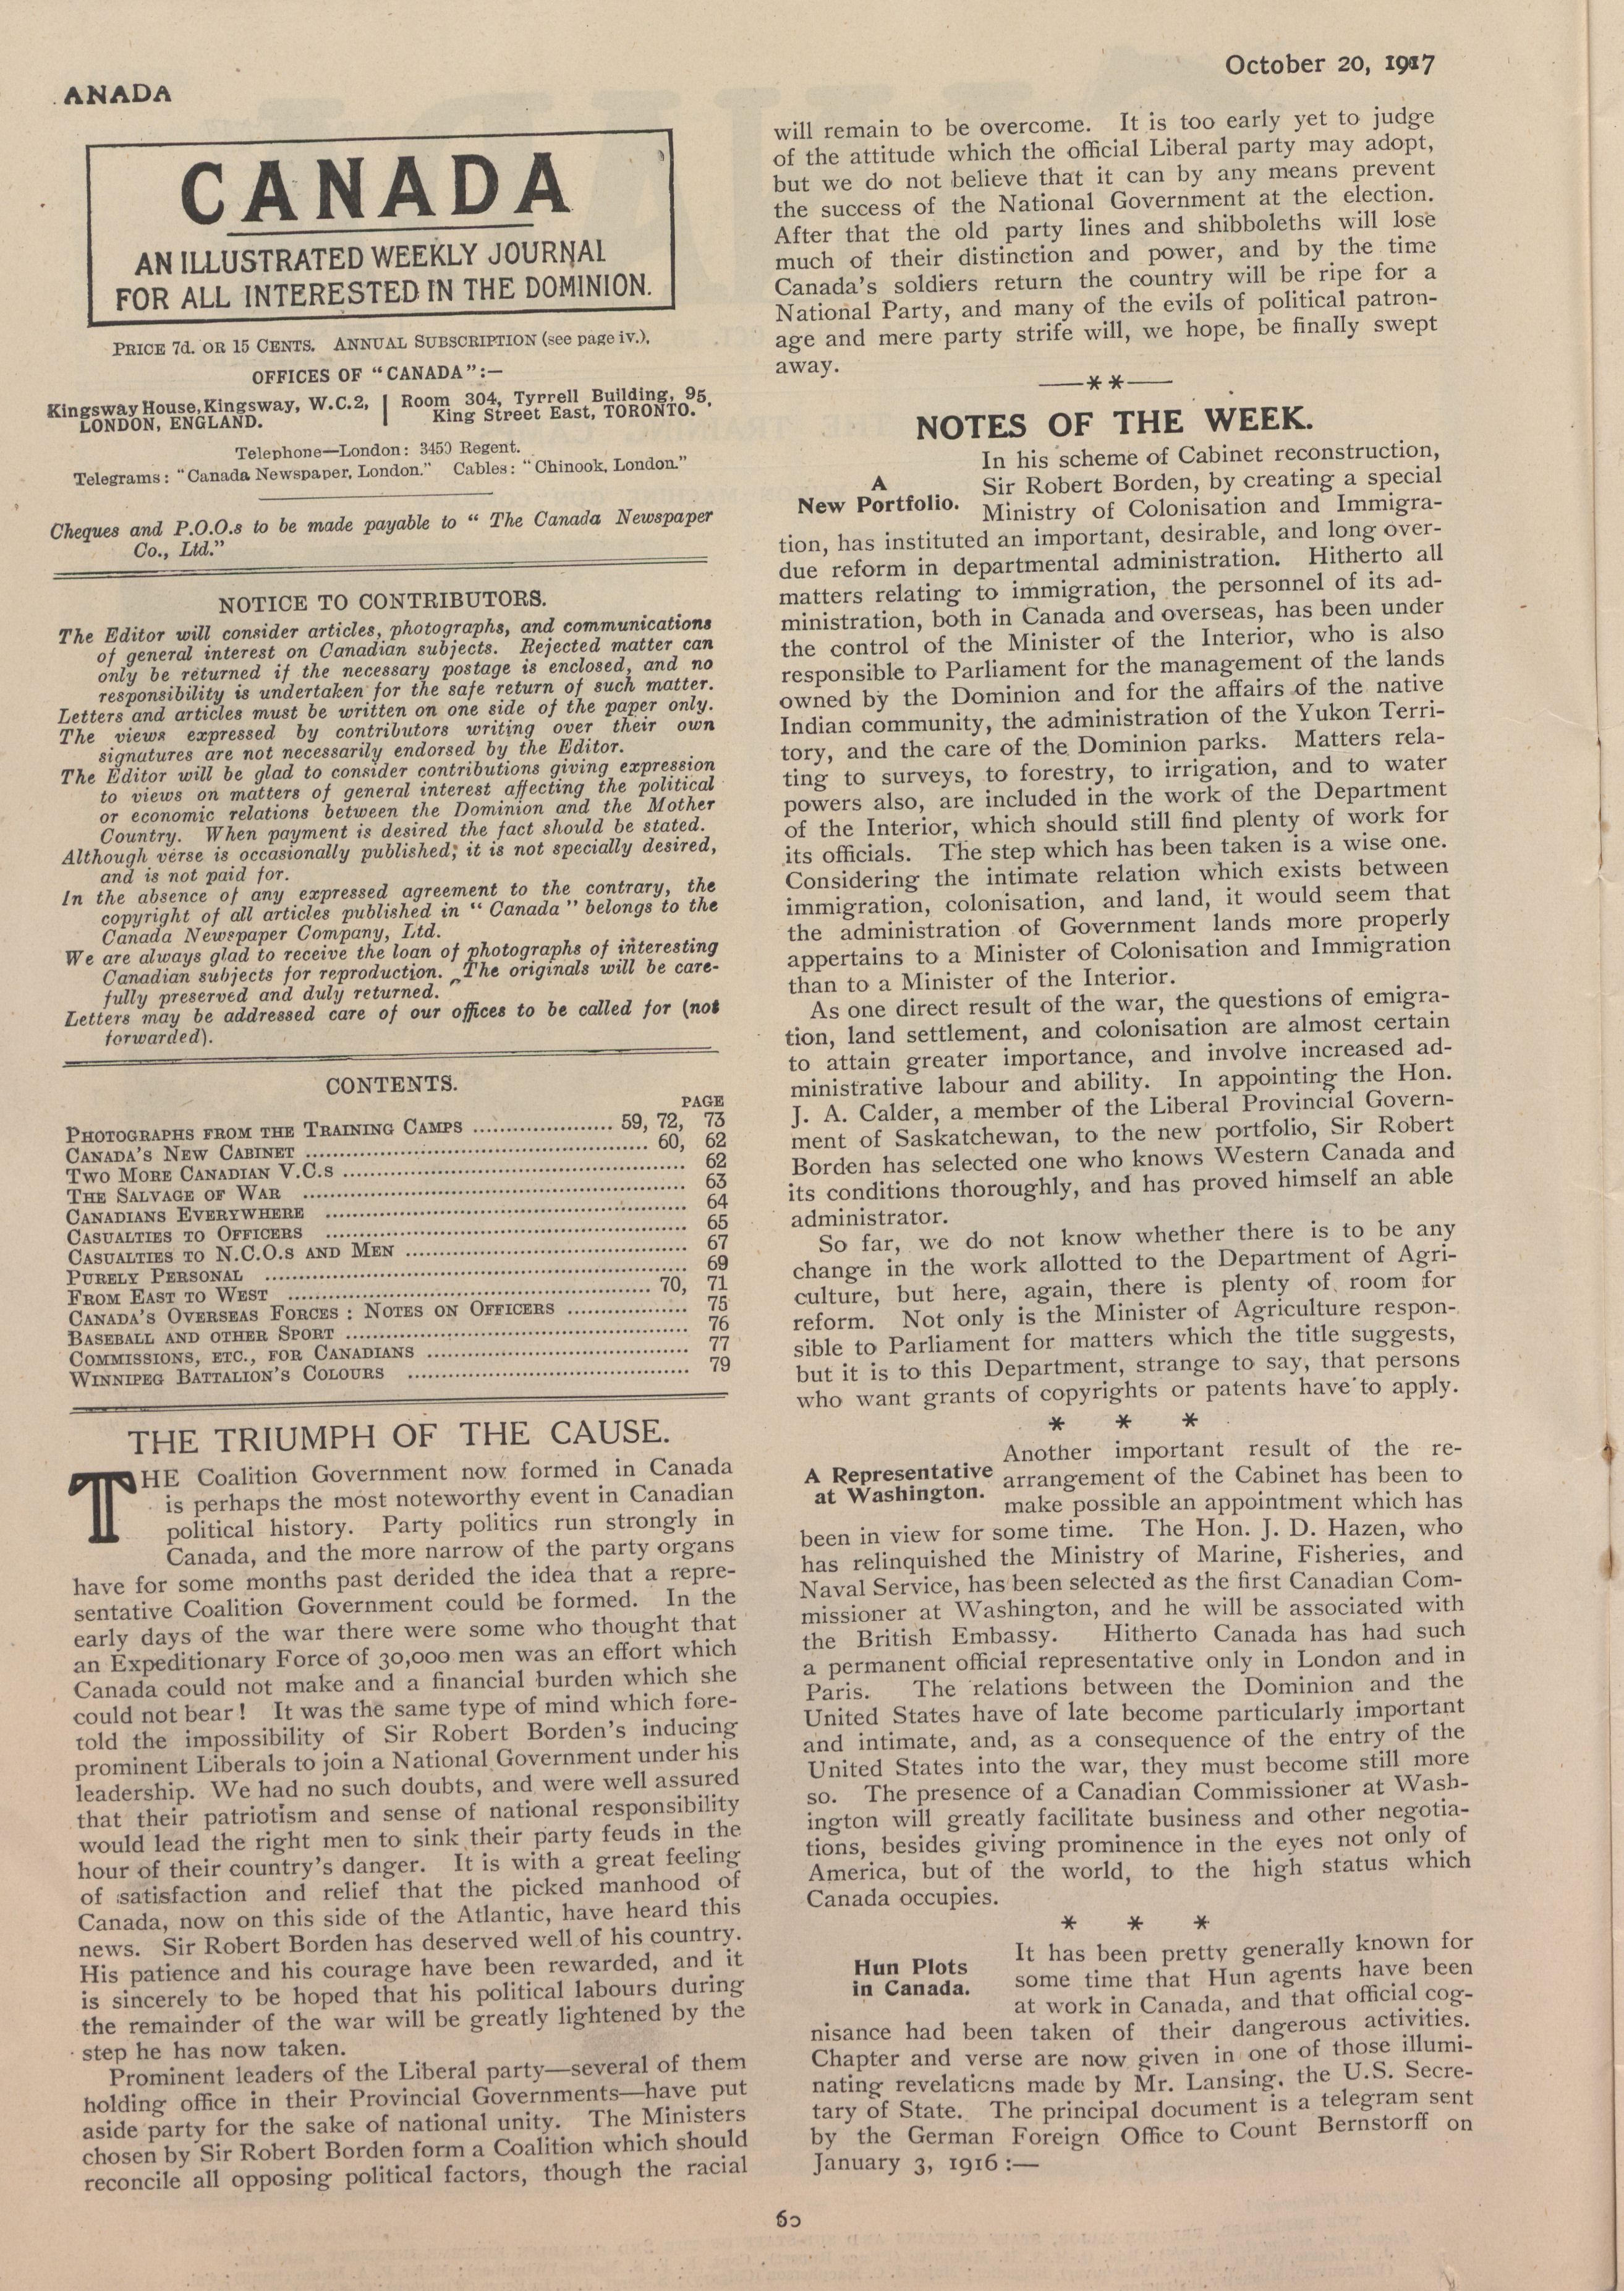 ANADA
October 20, 1917
CANADA
AN ILLUSTRATED WEEKLY JOURNAL
FOR ALL INTERESTED IN THE DOMINION.
PRICE 7d. OR 15 CENTS. ANNUAL SUBSCRIPTION (see page iv.).
OFFICES OF "CANADA":—
Kingsway House, Kingsway, W.C.2,
LONDON, ENGLAND.
Room 304, Tyrrell Building, 95,
King Street East, TORONTO.
Telephone—London: 3450 Regent.
Telegrams: "Canada Newspaper, London." Cables: "Chinook, London."
Cheques and P.O.O.s to be made payable to "The Canada Newspaper
Co., Ltd."
NOTICE TO CONTRIBUTORS.
The Editor will consider articles, photographs, and communications
of general interest on Canadian subjects. Rejected matter can
only be returned if the necessary postage is enclosed, and no
responsibility is undertaken for the safe return of such matter.
Letters and articles must be written on one side of the paper only.
The views expressed by contributors writing over their own
signatures are not necessarily endorsed by the Editor.
The Editor will be glad to consider contributions giving expression
to views on matters of general interest affecting the political
or economic relations between the Dominion and the Mother
Country. When payment is desired the fact should be stated.
Although verse is occasionally published, it is not specially desired,
and is not paid for.
In the absence of any expressed agreement to the contrary, the
copyright of all articles published in "Canada" belongs to the
Canada Newspaper Company, Ltd.
We are always glad to receive the loan of photographs of interesting
Canadian subjects for reproduction. The originals will be care-
fully preserved and duly returned.
Letters may be addressed care of our offices to be called for (not
forwarded).
CONTENTS.
PAGE
PHOTOGRAPHS FROM THE TRAINING CAMPS ..................... 59, 72, 73
CANADA'S NEW CABINET ..................... 60, 62
TWO MORE CANADIAN V.C.s ..................... 62
THE SALVAGE OF WAR ..................... 63
CANADIANS EVERYWHERE ..................... 64
CASUALTIES TO OFFICERS ..................... 65
CASUALTIES TO N.C.O.s AND MEN ..................... 67
PURELY PERSONAL ..................... 69
FROM EAST TO WEST ..................... 70, 71
CANADA'S OVERSEAS FORCES: NOTES ON OFFICERS ..................... 75
BASEBALL AND OTHER SPORT ..................... 76
COMMISSIONS, ETC., FOR CANADIANS ..................... 77
WINNIPEG BATTALION'S COLOURS ..................... 79
THE TRIUMPH OF THE CAUSE.
THE Coalition Government now formed in Canada
is perhaps the most noteworthy event in Canadian
political history. Party politics run strongly in
Canada, and the more narrow of the party organs
have for some months past derided the idea that a repre-
sentative Coalition Government could be formed. In the
early days of the war there were some who thought that
an Expeditionary Force of 30,000 men was an effort which
Canada could not make and a financial burden which she
could not bear! It was the same type of mind which fore-
told the impossibility of Sir Robert Borden's inducing
prominent Liberals to join a National Government under his
leadership. We had no such doubts, and were well assured
that their patriotism and sense of national responsibility
would lead the right men to sink their party feuds in the
hour of their country's danger. It is with a great feeling
of satisfaction and relief that the picked manhood of
Canada, now on this side of the Atlantic, have heard this
news. Sir Robert Borden has deserved well of his country.
His patience and his courage have been rewarded, and it
is sincerely to be hoped that his political labours during
the remainder of the war will be greatly lightened by the
step he has now taken.
Prominent leaders of the Liberal party—several of them
holding office in their Provincial Governments—have put
aside party for the sake of national unity. The Ministers
chosen by Sir Robert Borden form a Coalition which should
reconcile all opposing political factors, though the racial
will remain to be overcome. It is too early yet to judge
of the attitude which the official Liberal party may adopt,
but we do not believe that it can by any means prevent
the success of the National Government at the election.
After that the old party lines and shibboleths will lose
much of their distinction and power, and by the time
Canada's soldiers return the country will be ripe for a
National Party, and many of the evils of political patron-
age and mere party strife will, we hope, be finally swept
away.
—**—
NOTES OF THE WEEK.
A
New Portfolio.
In his scheme of Cabinet reconstruction,
Sir Robert Borden, by creating a special
Ministry of Colonisation and Immigra-
tion, has instituted an important, desirable, and long over-
due reform in departmental administration. Hitherto all
matters relating to immigration, the personnel of its ad-
ministration, both in Canada and overseas, has been under
the control of the Minister of the Interior, who is also
responsible to Parliament for the management of the lands
owned by the Dominion and for the affairs of the native
Indian community, the administration of the Yukon Terri-
tory, and the care of the Dominion parks. Matters rela-
ting to surveys, to forestry, to irrigation, and to water
powers also, are included in the work of the Department
of the Interior, which should still find plenty of work for
its officials. The step which has been taken is a wise one.
Considering the intimate relation which exists between
immigration, colonisation, and land, it would seem that
the administration of Government lands more properly
appertains to a Minister of Colonisation and Immigration
than to a Minister of the Interior.
As one direct result of the war, the questions of emigra-
tion, land settlement, and colonisation are almost certain
to attain greater importance, and involve increased ad-
ministrative labour and ability. In appointing the Hon.
J. A. Calder, a member of the Liberal Provincial Govern-
ment of Saskatchewan, to the new portfolio, Sir Robert
Borden has selected one who knows Western Canada and
its conditions thoroughly, and has proved himself an able
administrator.
So far, we do not know whether there is to be any
change in the work allotted to the Department of Agri-
culture, but here, again, there is plenty of room for
reform. Not only is the Minister of Agriculture respon-
sible to Parliament for matters which the title suggests,
but it is to this Department, strange to say, that persons
who want grants of copyrights or patents have to apply.
* * *
A Representative
at Washington.
Another important result of the re-
arrangement of the Cabinet has been to
make possible an appointment which has
been in view for some time. The Hon. J. D. Hazen, who
has relinquished the Ministry of Marine, Fisheries, and
Naval Service, has been selected as the first Canadian Com-
missioner at Washington, and he will be associated with
the British Embassy. Hitherto Canada has had such
a permanent official representative only in London and in
Paris. The relations between the Dominion and the
United States have of late become particularly important
and intimate, and, as a consequence of the entry of the
United States into the war, they must become still more
so. The presence of a Canadian Commissioner at Wash-
ington will greatly facilitate business and other negotia-
tions, besides giving prominence in the eyes not only of
America, but of the world, to the high status which
Canada occupies.
* * *
Hun Plots
in Canada.
It has been pretty generally known for
some time that Hun agents have been
at work in Canada, and that official cog-
nisance had been taken of their dangerous activities.
Chapter and verse are now given in one of those illumi-
nating revelations made by Mr. Lansing, the U.S. Secre-
tary of State. The principal document is a telegram sent
by the German Foreign Office to Count Bernstorff on
January 3, 1916:—
60